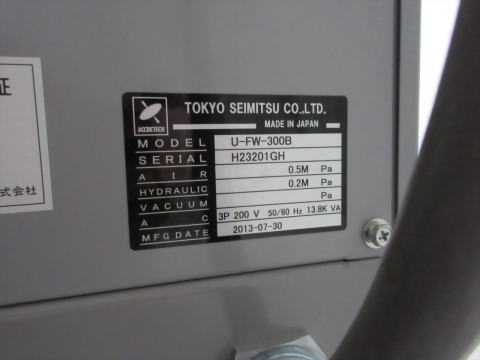 証
式会社
ACCRETECH
TOKYO SEIMITSU CO.,LTD.
MADE IN JAPAN
MODEL U-FW-300B
SERIAL H23201GH
AIR 0.5M Pa
HYDRAULIC 0.2M Pa
VACUUM Pa
AC 3P 200 V 50/60 Hz 13.8K VA
MFG DATE 2013-07-30